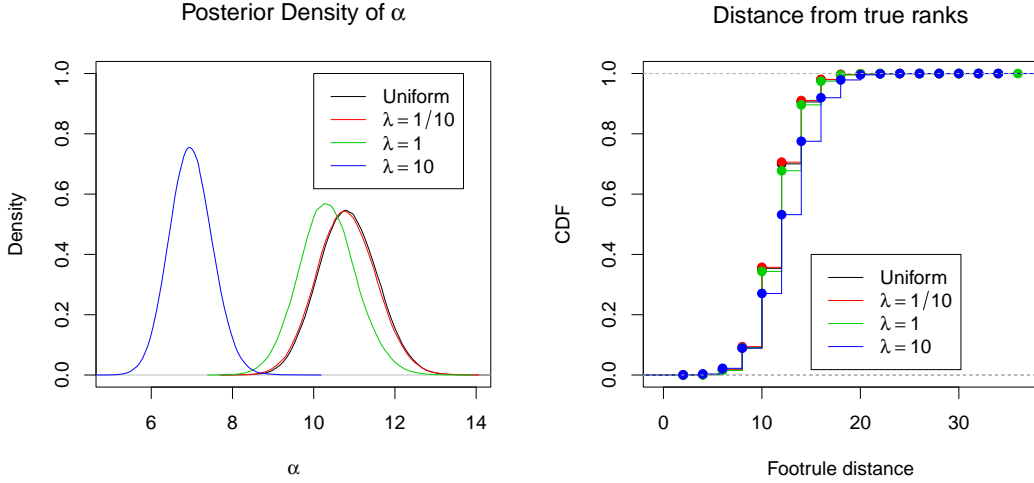 Posterior Density of α
Density
1.0
0.8
0.6
0.4
0.2
0.0
Uniform
λ = 1/10
λ = 1
λ = 10
6 8 10 12 14
α
Distance from true ranks
CDF
1.0
0.8
0.6
0.4
0.2
0.0
Uniform
λ = 1/10
λ = 1
λ = 10
0 10 20 30
Footrule distance